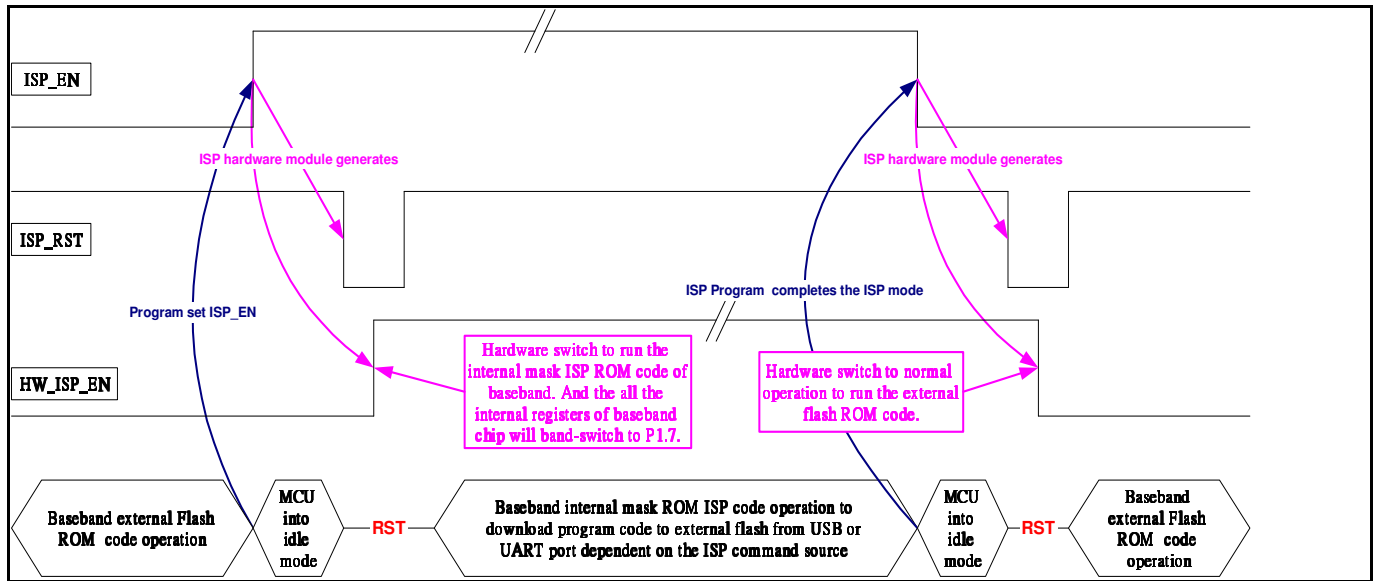 ISP_EN
ISP hardware module generates
ISP hardware module generates
ISP_RST
Program set ISP_EN
ISP Program completes the ISP mode
HW_ISP_EN
Hardware switch to run the
internal mask ISP ROM code of
baseband. And the all the
internal registers of baseband
chip will band-switch to P1.7.
Hardware switch to normal
operation to run the external
flash ROM code.
Baseband external Flash
ROM code operation
MCU
into
idle
mode
RST
Baseband internal mask ROM ISP code operation to
download program code to external flash from USB or
UART port dependent on the ISP command source
MCU
into
idle
mode
RST
Baseband
external Flash
ROM code
operation